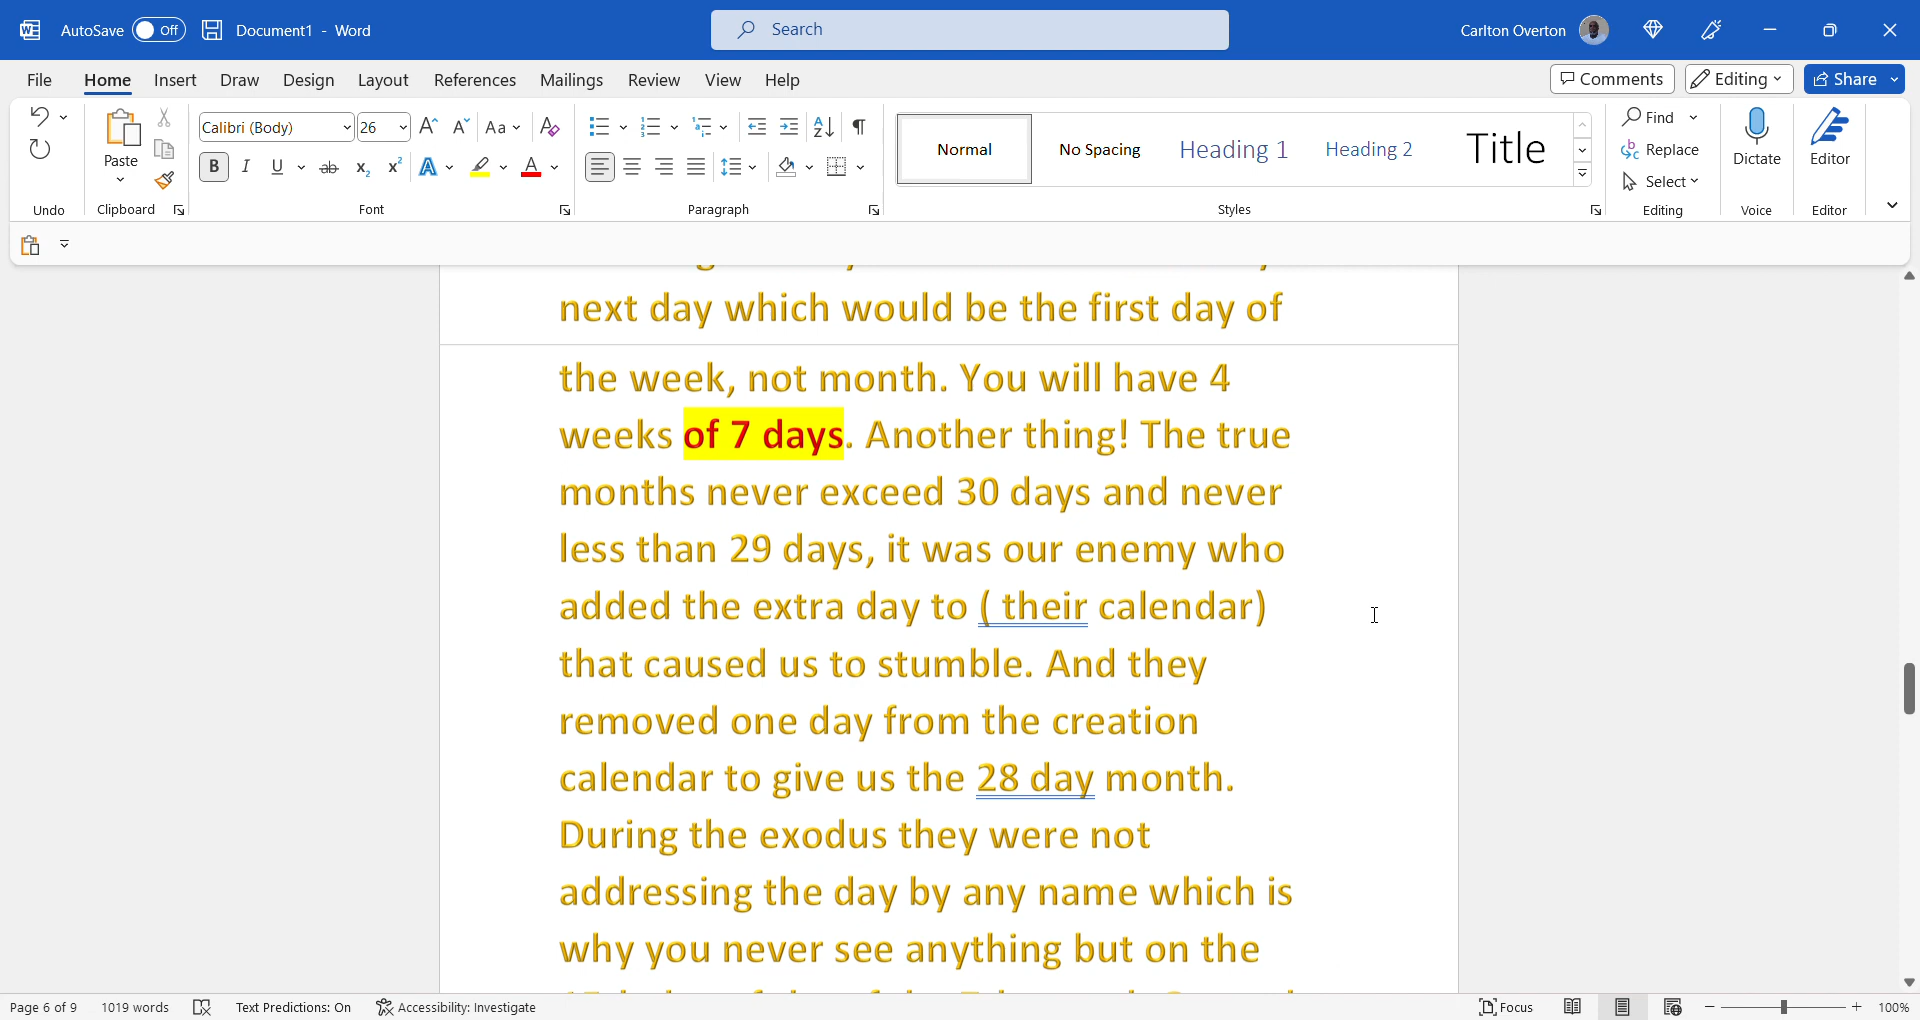 AutoSave Off Document1 - Word Search Carlton Overton
File Home Insert Draw Design Layout References Mailings Review View Help Comments Editing Share
Calibri (Body) 26 Aa
Paste
B I U ab x2 x2 A A
Normal No Spacing Heading 1 Heading 2 Title
Find
Replace
Select
Dictate Editor
Undo Clipboard Font Paragraph Styles Editing Voice Editor
next day which would be the first day of
the week, not month. You will have 4
weeks of 7 days. Another thing! The true
months never exceed 30 days and never
less than 29 days, it was our enemy who
added the extra day to ( their calendar)
that caused us to stumble. And they
removed one day from the creation
calendar to give us the 28 day month.
During the exodus they were not
addressing the day by any name which is
why you never see anything but on the
Page 6 of 9 1019 words Text Predictions: On Accessibility: Investigate Focus 100%